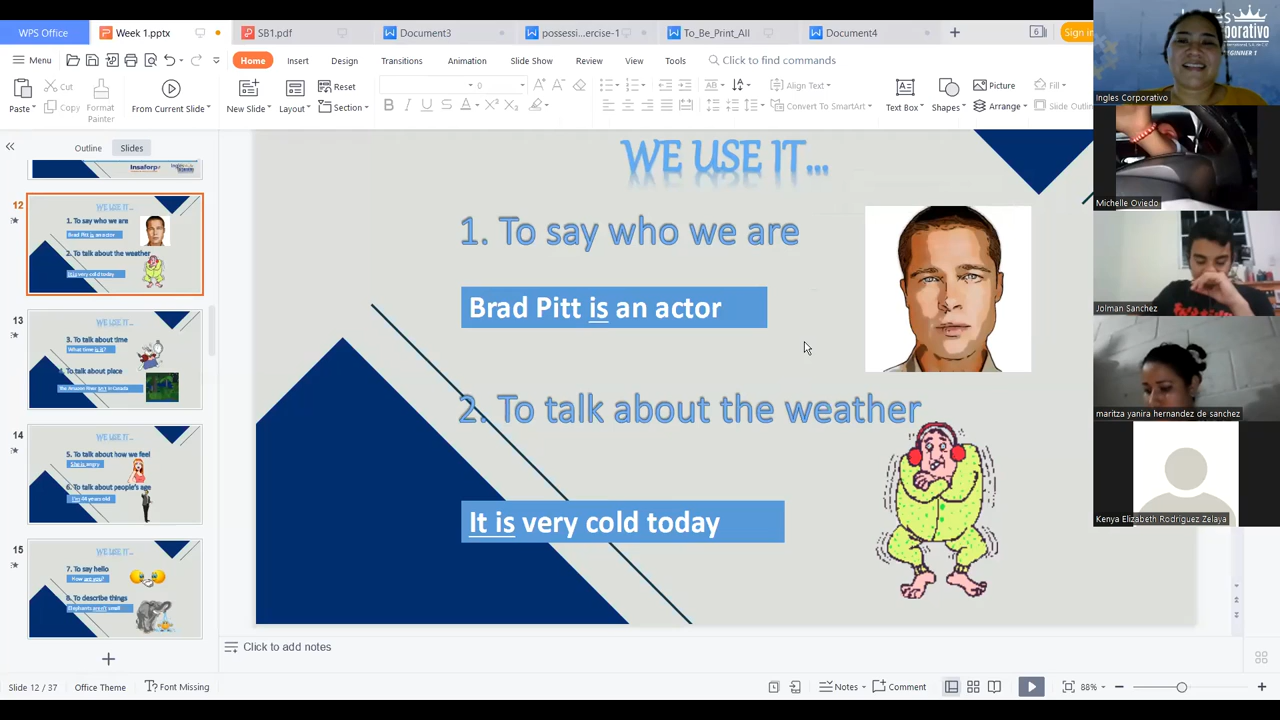 WPS Office
Week 1.pptx
SB1.pdf
Document3
possessi...ercise-1
To_Be_Print_All
Document4
6
Sign in
Menu
Home
Insert
Design
Transitions
Animation
Slide Show
Review
View
Tools
Click to find commands
Paste
Cut
Copy
Format Painter
From Current Slide
New Slide
Layout
Reset
Section
0
Text Box
Shapes
Align Text
Convert To SmartArt
Picture
Arrange
Fill
Slide Outlin
Outline
Slides
Insaforp
12
WE USE IT...
1. To say who we are
Brad Pitt is an actor
2. To talk about the weather
It is very cold today
13
WE USE IT...
3. To talk about time
What time is it?
To talk about place
The Amazon River isn't in Canada
14
WE USE IT...
5. To talk about how we feel
She is angry
6. To talk about people's age
I'm 44 years old
15
WE USE IT...
7. To say hello
How are you?
8. To describe things
Elephants aren't small
WE USE IT...
1. To say who we are
Brad Pitt is an actor
2. To talk about the weather
It is very cold today
Click to add notes
Slide 12 / 37
Office Theme
Font Missing
Notes
Comment
88%
Inglés
Corporativo
Ingles Corporativo
Michelle Oviedo
Jolman Sanchez
maritza yanira hernandez de sanchez
Kenya Elizabeth Rodriguez Zelaya